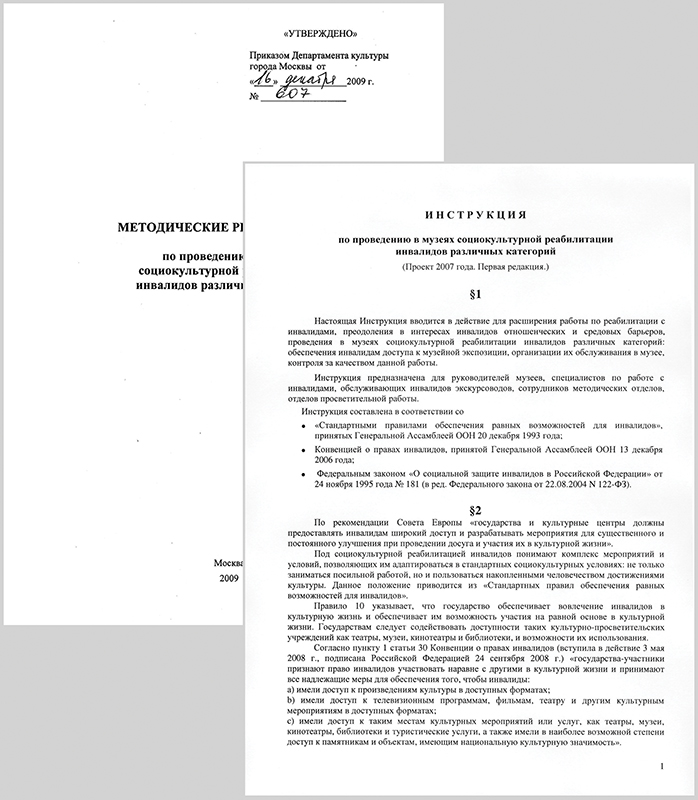 «УТВЕРЖДЕНО»
Приказом Департамента культуры
города Москвы от
«16» декабря 2009 г.
№ 607
МЕТОДИЧЕСКИЕ
по проведению
социокультурной
инвалидов
Москва
2009
ИНСТРУКЦИЯ
по проведению в музеях социокультурной реабилитации
инвалидов различных категорий
(Проект 2007 года. Первая редакция.)
§1
Настоящая Инструкция вводится в действие для расширения работы по реабилитации с
инвалидами, преодоления в интересах инвалидов отношенческих и средовых барьеров,
проведения в музеях социокультурной реабилитации инвалидов различных категорий:
обеспечения инвалидам доступа к музейной экспозиции, организации их обслуживания в музее,
контроля за качеством данной работы.
Инструкция предназначена для руководителей музеев, специалистов по работе с
инвалидами, обслуживающих инвалидов экскурсоводов, сотрудников методических отделов,
отделов просветительной работы.
Инструкция составлена в соответствии со
• «Стандартными правилами обеспечения равных возможностей для инвалидов»,
принятых Генеральной Ассамблеей ООН 20 декабря 1993 года;
• Конвенцией о правах инвалидов, принятой Генеральной Ассамблеей ООН 13 декабря
2006 года;
• Федеральным законом «О социальной защите инвалидов в Российской Федерации» от
24 ноября 1995 года № 181 (в ред. Федерального закона от 22.08.2004 N 122-ФЗ).
§2
По рекомендации Совета Европы «государства и культурные центры должны
предоставлять инвалидам широкий доступ и разрабатывать мероприятия для существенного и
постоянного улучшения при проведении досуга и участия их в культурной жизни».
Под социокультурной реабилитацией инвалидов понимают комплекс мероприятий и
условий, позволяющих им адаптироваться в стандартных социокультурных условиях: не только
заниматься посильной работой, но и пользоваться накопленными человечеством достижениями
культуры. Данное положение приводится из «Стандартных правил обеспечения равных
возможностей для инвалидов».
Правило 10 указывает, что государство обеспечивает вовлечение инвалидов в
культурную жизнь и обеспечивает им возможность участия на равной основе в культурной
жизни. Государствам следует содействовать доступности таких культурно-просветительских
учреждений как театры, музеи, кинотеатры и библиотеки, и возможности их использования.
Согласно пункту 1 статьи 30 Конвенции о правах инвалидов (вступила в действие 3 мая
2008 г., подписана Российской Федерацией 24 сентября 2008 г.) «государства-участники
признают право инвалидов участвовать наравне с другими в культурной жизни и принимают
все надлежащие меры для обеспечения того, чтобы инвалиды:
a) имели доступ к произведениям культуры в доступных форматах;
b) имели доступ к телевизионным программам, фильмам, театру и другим культурным
мероприятиям в доступных форматах;
c) имели доступ к таким местам культурных мероприятий или услуг, как театры, музеи,
кинотеатры, библиотеки и туристические услуги, а также имели в наиболее возможной степени
доступ к памятникам и объектам, имеющим национальную культурную значимость».
1